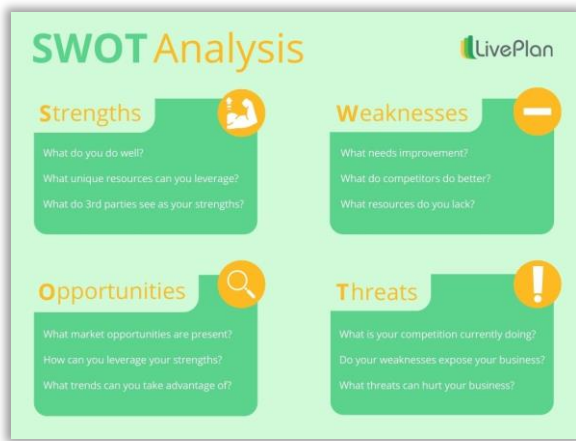 SWOT Analysis
LivePlan
Strengths
What do you do well?
What unique resources can you leverage?
What do 3rd parties see as your strengths?
Weaknesses
What needs improvement?
What do competitors do better?
What resources do you lack?
Opportunities
What market opportunities are present?
How can you leverage your strengths?
What trends can you take advantage of?
Threats
What is your competition currently doing?
Do your weaknesses expose your business?
What threats can hurt your business?